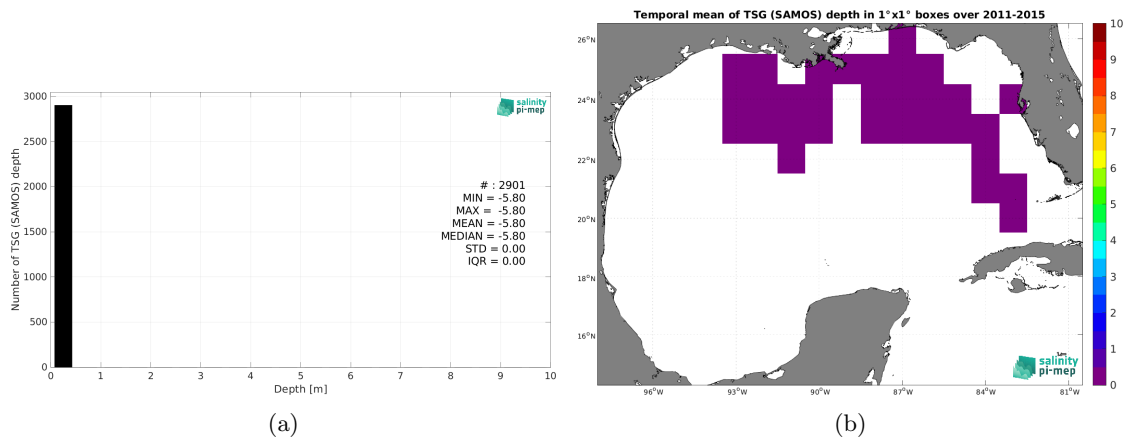 3000
2500
2000
1500
1000
500
0
Number of TSG (SAMOS) depth
salinity
pi-mep
# : 2901
MIN = -5.80
MAX = -5.80
MEAN = -5.80
MEDIAN = -5.80
STD = 0.00
IQR = 0.00
0 1 2 3 4 5 6 7 8 9 10
Depth [m]
(a)
Temporal mean of TSG (SAMOS) depth in 1°x1° boxes over 2011-2015
26°N
24°N
22°N
20°N
18°N
16°N
96°W 93°W 90°W 87°W 84°W 81°W
salinity
pi-mep
10
9
8
7
6
5
4
3
2
1
0
(b)